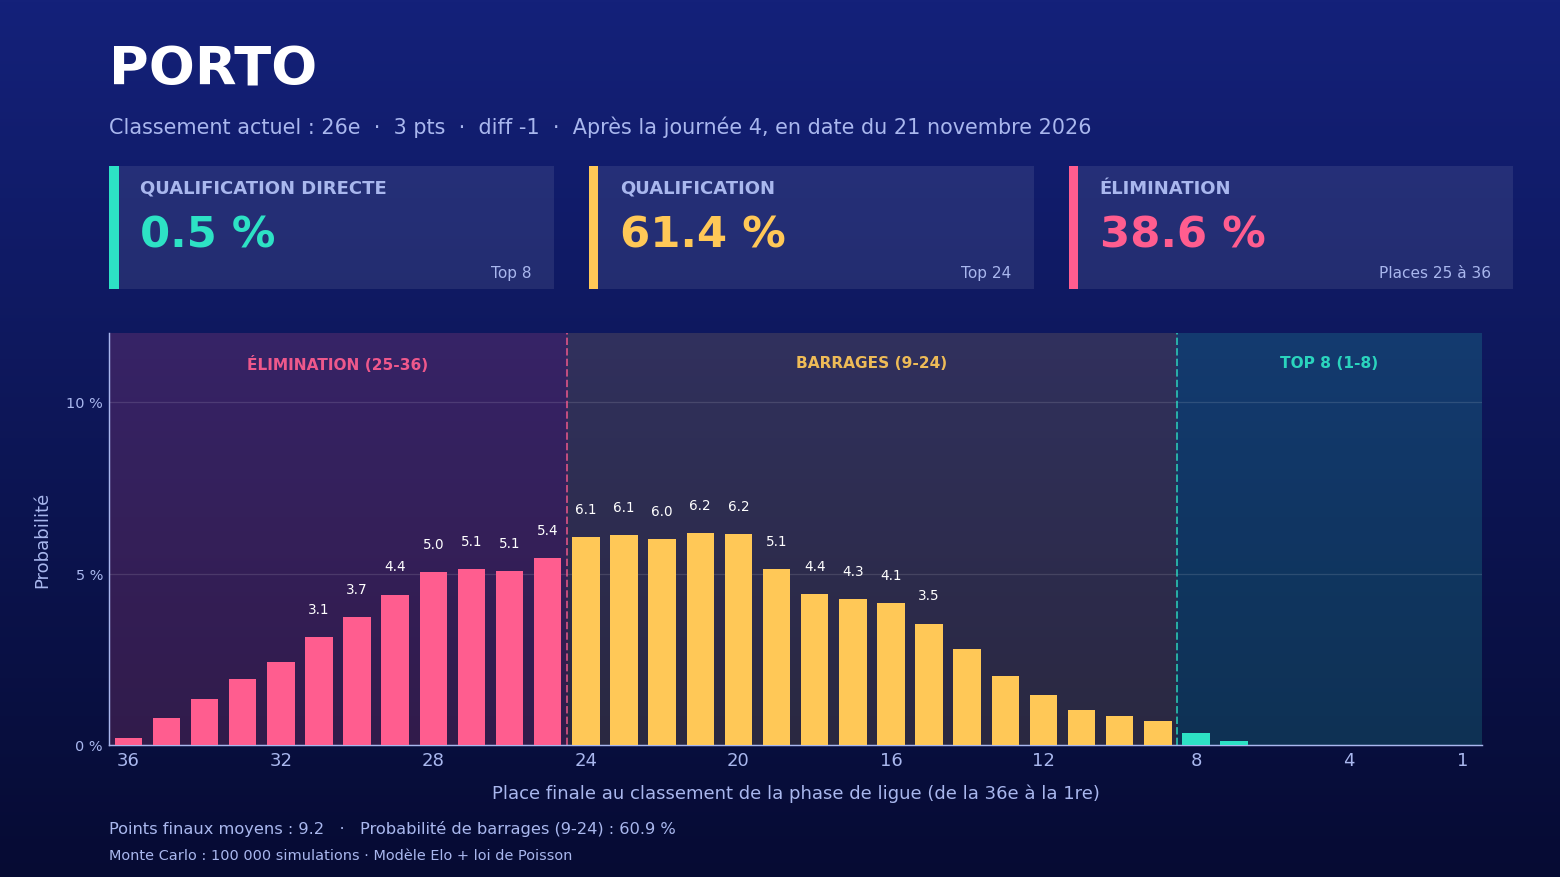 PORTO
Classement actuel : 26e · 3 pts · diff -1 · Après la journée 4, en date du 21 novembre 2026
QUALIFICATION DIRECTE
0.5 %
Top 8
QUALIFICATION
61.4 %
Top 24
ÉLIMINATION
38.6 %
Places 25 à 36
ÉLIMINATION (25-36)
BARRAGES (9-24)
TOP 8 (1-8)
Probabilité
10 %
5 %
0 %
3.1
3.7
4.4
5.0
5.1
5.1
5.4
6.1
6.1
6.0
6.2
6.2
5.1
4.4
4.3
4.1
3.5
36
32
28
24
20
16
12
8
4
1
Place finale au classement de la phase de ligue (de la 36e à la 1re)
Points finaux moyens : 9.2 · Probabilité de barrages (9-24) : 60.9 %
Monte Carlo : 100 000 simulations · Modèle Elo + loi de Poisson